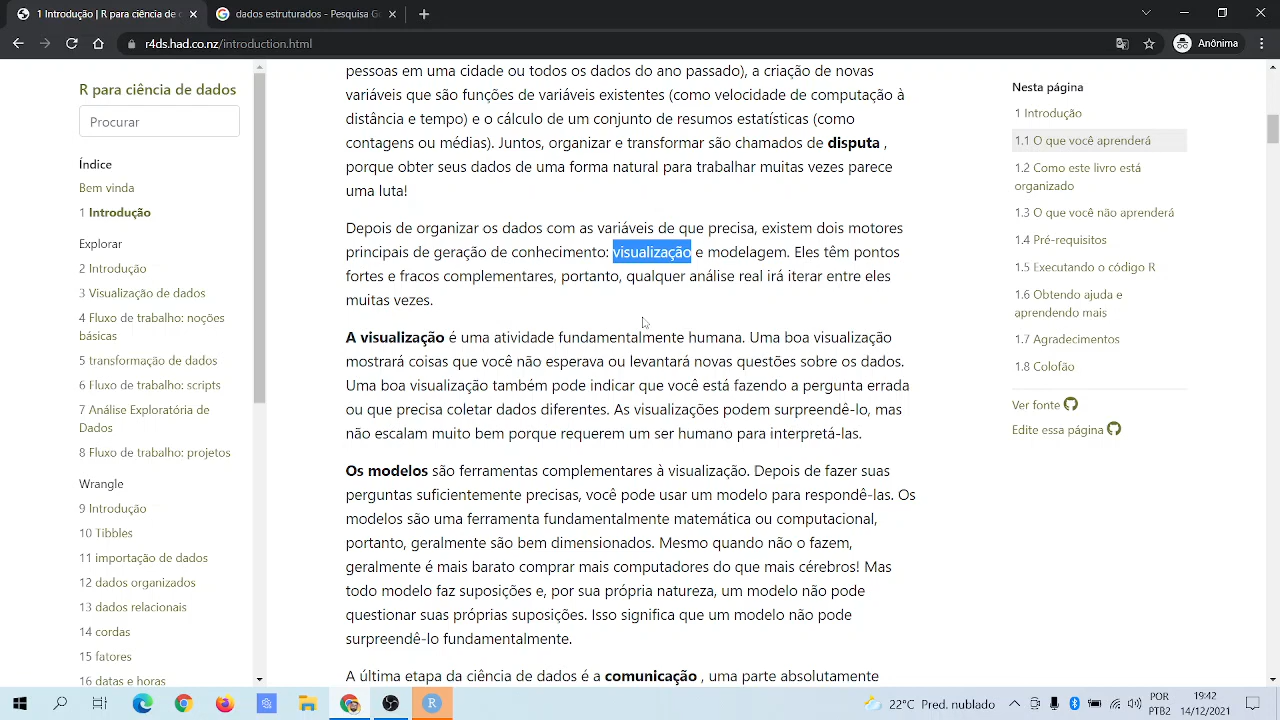 1 Introdução | R para ciência de
dados estruturados - Pesquisa Go
r4ds.had.co.nz/introduction.html
Anônima
R para ciência de dados
Procurar
Índice
Bem vinda
1 Introdução
Explorar
2 Introdução
3 Visualização de dados
4 Fluxo de trabalho: noções
básicas
5 transformação de dados
6 Fluxo de trabalho: scripts
7 Análise Exploratória de
Dados
8 Fluxo de trabalho: projetos
Wrangle
9 Introdução
10 Tibbles
11 importação de dados
12 dados organizados
13 dados relacionais
14 cordas
15 fatores
16 datas e horas
pessoas em uma cidade ou todos os dados do ano passado), a criação de novas
variáveis que são funções de variáveis existentes (como velocidade de computação à
distância e tempo) e o cálculo de um conjunto de resumos estatísticas (como
contagens ou médias). Juntos, organizar e transformar são chamados de disputa ,
porque obter seus dados de uma forma natural para trabalhar muitas vezes parece
uma luta!
Depois de organizar os dados com as variáveis de que precisa, existem dois motores
principais de geração de conhecimento: visualização e modelagem. Eles têm pontos
fortes e fracos complementares, portanto, qualquer análise real irá iterar entre eles
muitas vezes.
A visualização é uma atividade fundamentalmente humana. Uma boa visualização
mostrará coisas que você não esperava ou levantará novas questões sobre os dados.
Uma boa visualização também pode indicar que você está fazendo a pergunta errada
ou que precisa coletar dados diferentes. As visualizações podem surpreendê-lo, mas
não escalam muito bem porque requerem um ser humano para interpretá-las.
Os modelos são ferramentas complementares à visualização. Depois de fazer suas
perguntas suficientemente precisas, você pode usar um modelo para respondê-las. Os
modelos são uma ferramenta fundamentalmente matemática ou computacional,
portanto, geralmente são bem dimensionados. Mesmo quando não o fazem,
geralmente é mais barato comprar mais computadores do que mais cérebros! Mas
todo modelo faz suposições e, por sua própria natureza, um modelo não pode
questionar suas próprias suposições. Isso significa que um modelo não pode
surpreendê-lo fundamentalmente.
A última etapa da ciência de dados é a comunicação , uma parte absolutamente
Nesta página
1 Introdução
1.1 O que você aprenderá
1.2 Como este livro está
organizado
1.3 O que você não aprenderá
1.4 Pré-requisitos
1.5 Executando o código R
1.6 Obtendo ajuda e
aprendendo mais
1.7 Agradecimentos
1.8 Colofão
Ver fonte
Edite essa página
R
22°C Pred. nublado
POR
PTB2
19:42
14/12/2021